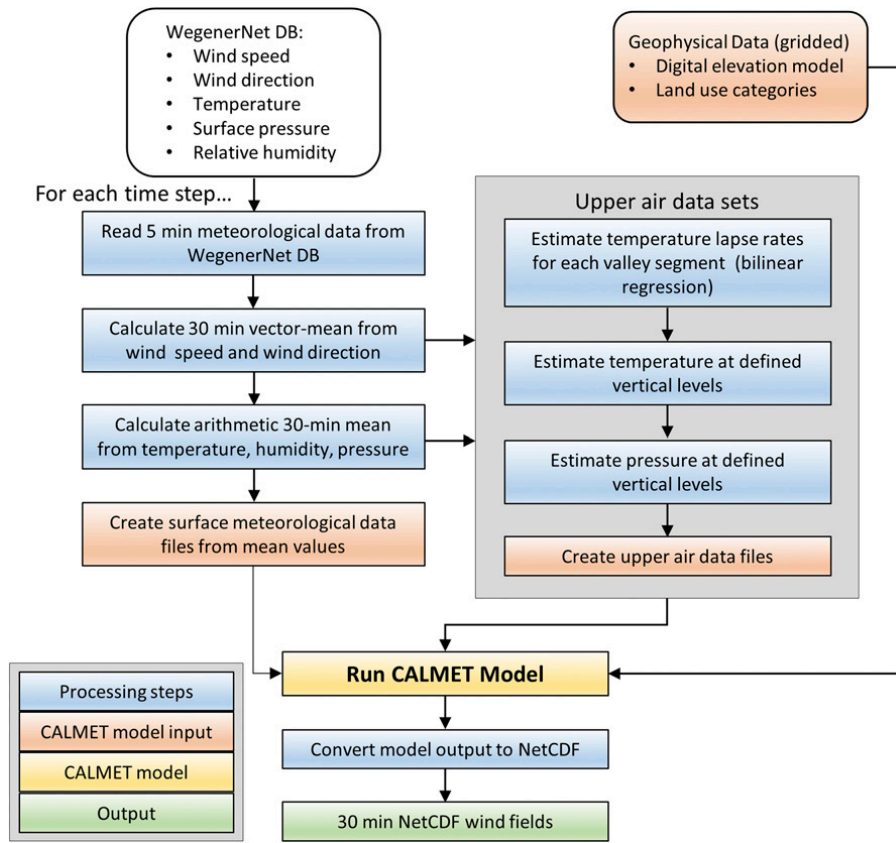 WegenerNet DB:
• Wind speed
• Wind direction
• Temperature
• Surface pressure
• Relative humidity
Geophysical Data (gridded)
• Digital elevation model
• Land use categories
For each time step...
Read 5 min meteorological data from
WegenerNet DB
Calculate 30 min vector-mean from
wind speed and wind direction
Calculate arithmetic 30-min mean
from temperature, humidity, pressure
Create surface meteorological data
files from mean values
Upper air data sets
Estimate temperature lapse rates
for each valley segment (bilinear
regression)
Estimate temperature at defined
vertical levels
Estimate pressure at defined
vertical levels
Create upper air data files
Run CALMET Model
Convert model output to NetCDF
30 min NetCDF wind fields
Processing steps
CALMET model input
CALMET model
Output